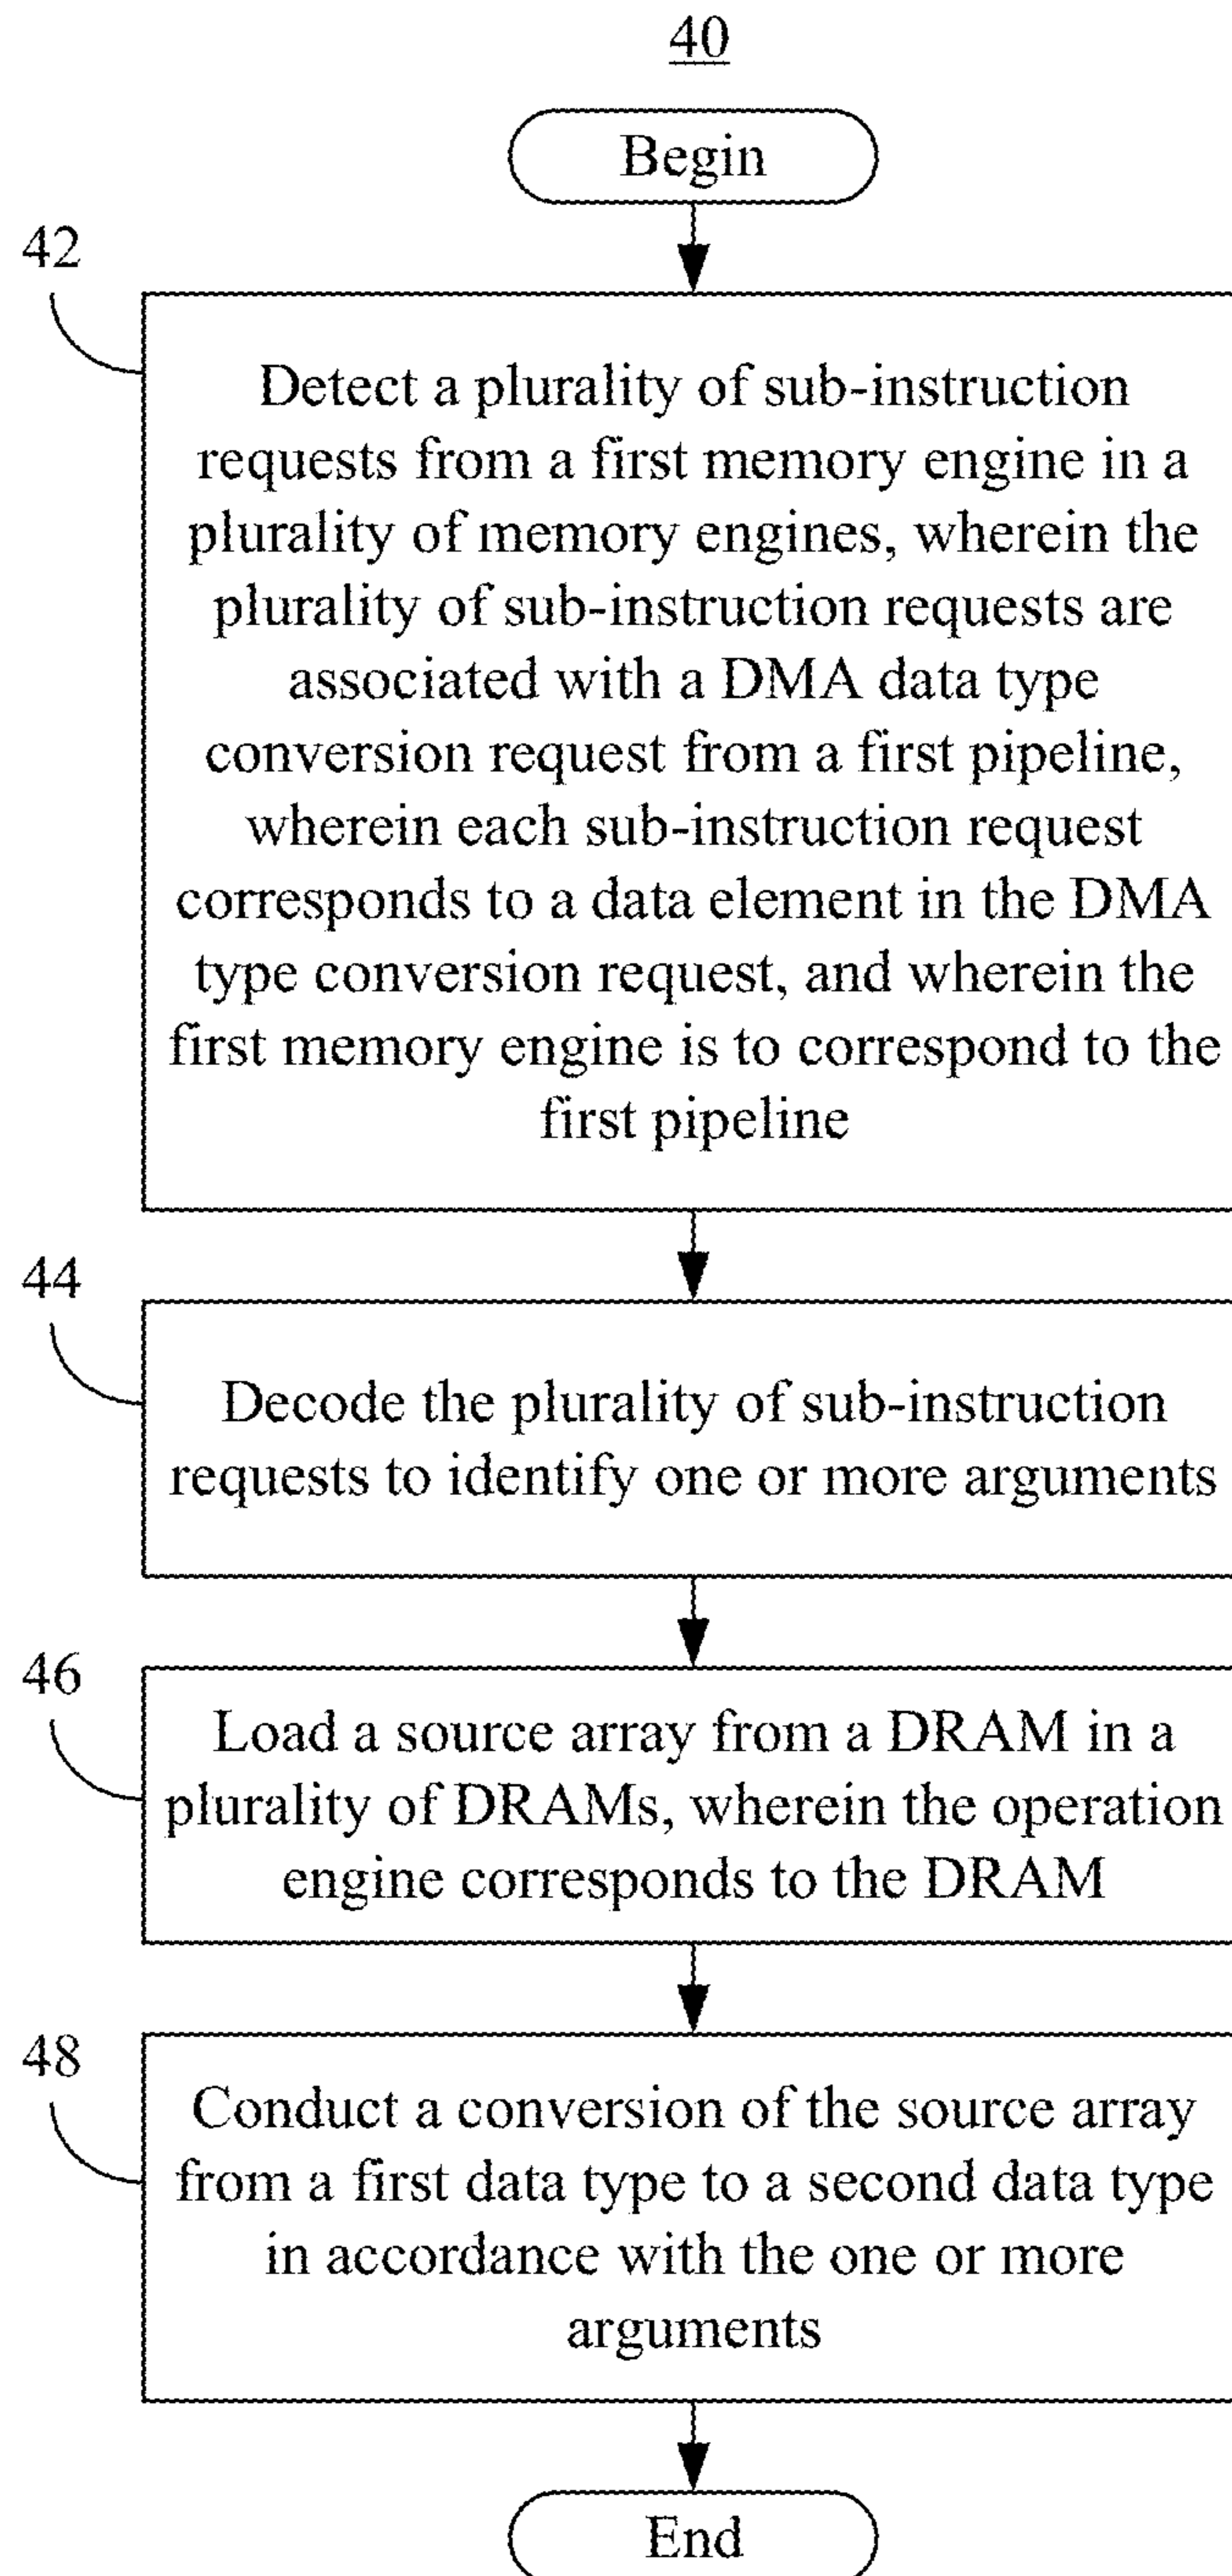 40
Begin
42
Detect a plurality of sub-instruction
requests from a first memory engine in a
plurality of memory engines, wherein the
plurality of sub-instruction requests are
associated with a DMA data type
conversion request from a first pipeline,
wherein each sub-instruction request
corresponds to a data element in the DMA
type conversion request, and wherein the
first memory engine is to correspond to the
first pipeline
44
Decode the plurality of sub-instruction
requests to identify one or more arguments
46
Load a source array from a DRAM in a
plurality of DRAMs, wherein the operation
engine corresponds to the DRAM
48
Conduct a conversion of the source array
from a first data type to a second data type
in accordance with the one or more
arguments
End